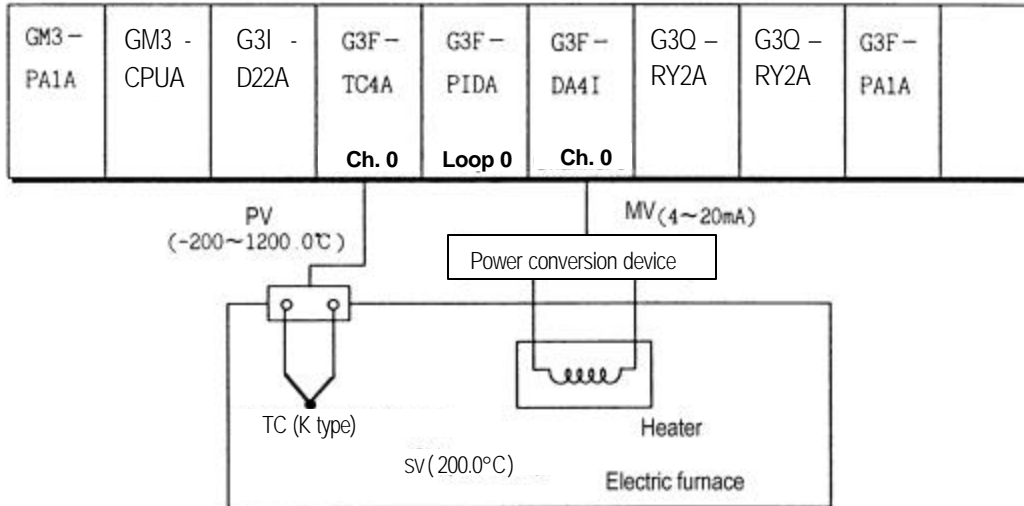 GM3-
PA1A
GM3 -
CPUA
G3I -
D22A
G3F-
TC4A
Ch. 0
G3F-
PIDA
Loop 0
G3F-
DA4I
Ch. 0
G3Q –
RY2A
G3Q –
RY2A
G3F-
PA1A
PV
(-200~1200.0℃)
MV(4~20mA)
Power conversion device
TC (K type)
Heater
SV(200.0°C)
Electric furnace